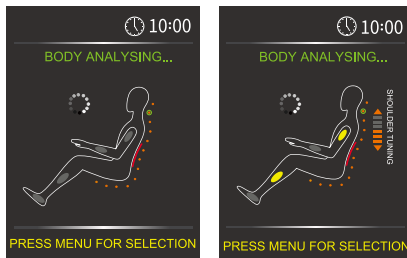 10:00
BODY ANALYSING...
PRESS MENU FOR SELECTION
10:00
BODY ANALYSING...
SHOULDER TUNING
PRESS MENU FOR SELECTION